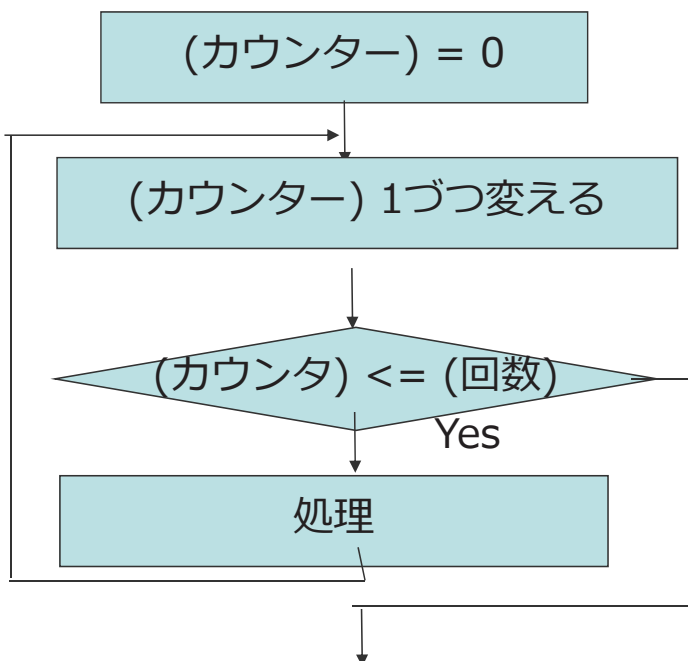 (カウンター) = 0
(カウンター) 1づつ変える
(カウンタ) <= (回数)
Yes
処理